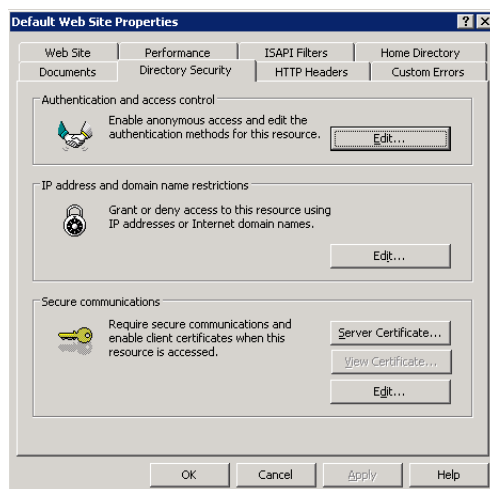 Default Web Site Properties
? X
Web Site
Performance
ISAPI Filters
Home Directory
Documents
Directory Security
HTTP Headers
Custom Errors
Authentication and access control
Enable anonymous access and edit the
authentication methods for this resource.
Edit...
IP address and domain name restrictions
Grant or deny access to this resource using
IP addresses or Internet domain names.
Edit...
Secure communications
Require secure communications and
enable client certificates when this
resource is accessed.
Server Certificate...
View Certificate...
Edit...
OK
Cancel
Apply
Help